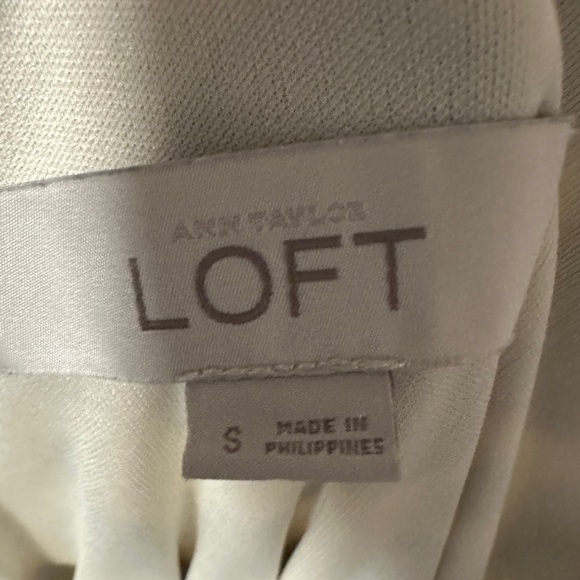 ANN TAYLOR
LOFT
S
MADE IN
PHILIPPINES